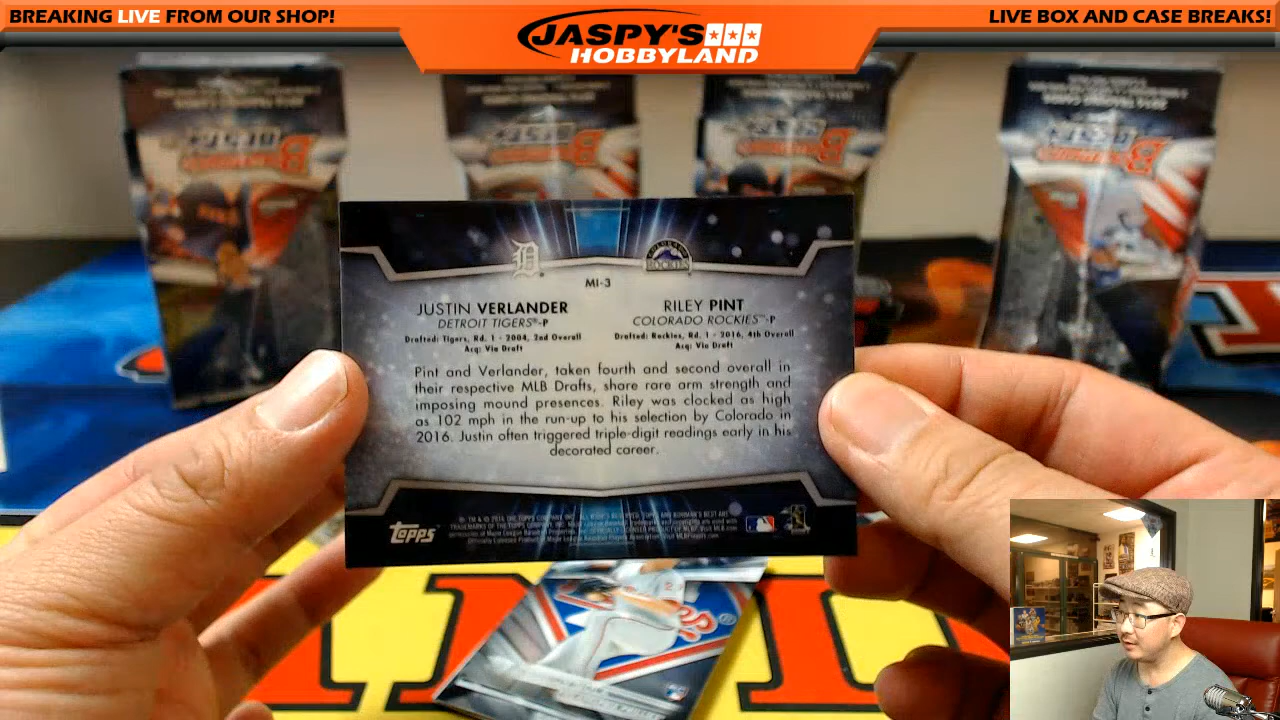 BREAKING LIVE FROM OUR SHOP!
JASPY'S
HOBBYLAND
LIVE BOX AND CASE BREAKS!
BEST
BOWMAN'S
D
COLORADO
ROCKIES
MI-3
JUSTIN VERLANDER
DETROIT TIGERS®-P
Drafted: Tigers, Rd. 1 - 2004, 2nd Overall
Acq: Via Draft
RILEY PINT
COLORADO ROCKIES™-P
Drafted: Rockies, Rd. 1 - 2016, 4th Overall
Acq: Via Draft
Pint and Verlander, taken fourth and second overall in
their respective MLB Drafts, share rare arm strength and
imposing mound presences. Riley was clocked as high
as 102 mph in the run-up to his selection by Colorado in
2016. Justin often triggered triple-digit readings early in his
decorated career.
Topps